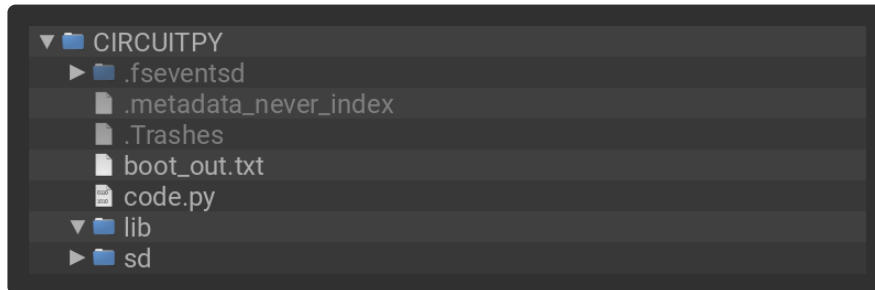 CIRCUITPY
.fseventsd
.metadata_never_index
.Trashes
boot_out.txt
code.py
lib
sd